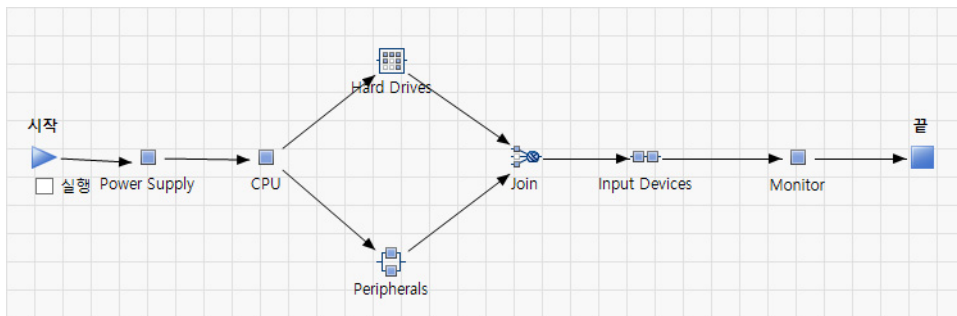 시작
실행
Power Supply
CPU
Hard Drives
Peripherals
Join
Input Devices
Monitor
끝